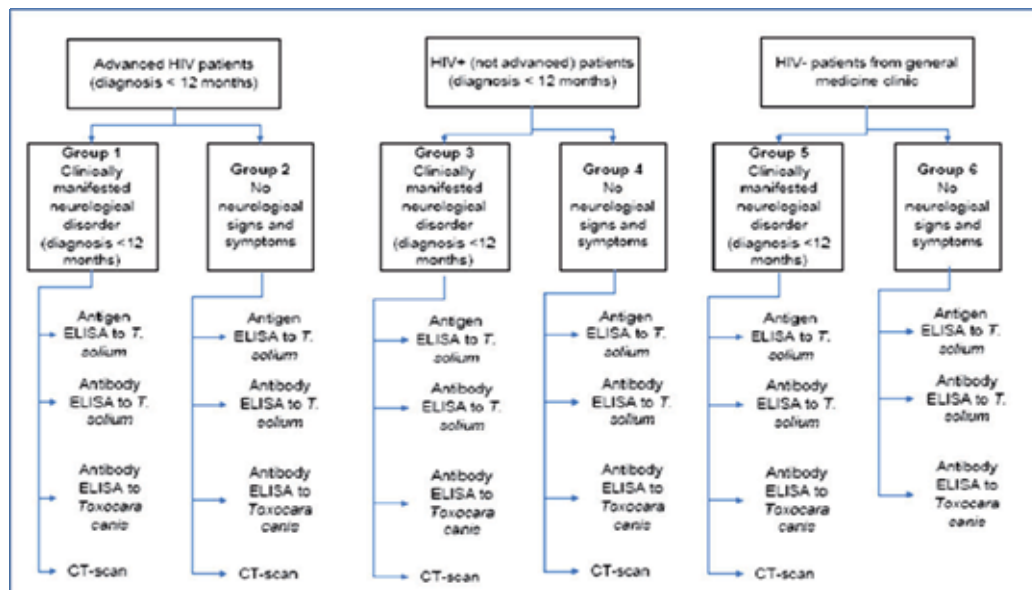 Advanced HIV patients
(diagnosis < 12 months)
HIV+ (not advanced) patients
(diagnosis < 12 months)
HIV- patients from general
medicine clinic
Group 1
Clinically
manifested
neurological
disorder
(diagnosis <12
months)
Group 2
No
neurological
signs and
symptoms
Group 3
Clinically
manifested
neurological
disorder
(diagnosis <12
months)
Group 4
No
neurological
signs and
symptoms
Group 5
Clinically
manifested
neurological
disorder
(diagnosis <12
months)
Group 6
No
neurological
signs and
symptoms
Antigen
ELISA to T.
solium
Antibody
ELISA to T.
solium
Antibody
ELISA to
Toxocara
canis
CT-scan
Antigen
ELISA to T.
solium
Antibody
ELISA to T.
solium
Antibody
ELISA to
Toxocara
canis
CT-scan
Antigen
ELISA to T.
solium
Antibody
ELISA to T.
solium
Antibody
ELISA to
Toxocara
canis
CT-scan
Antigen
ELISA to T.
solium
Antibody
ELISA to T.
solium
Antibody
ELISA to
Toxocara
canis
CT-scan
Antigen
ELISA to T.
solium
Antibody
ELISA to T.
solium
Antibody
ELISA to
Toxocara
canis
CT-scan
Antigen
ELISA to T.
solium
Antibody
ELISA to T.
solium
Antibody
ELISA to
Toxocara
canis